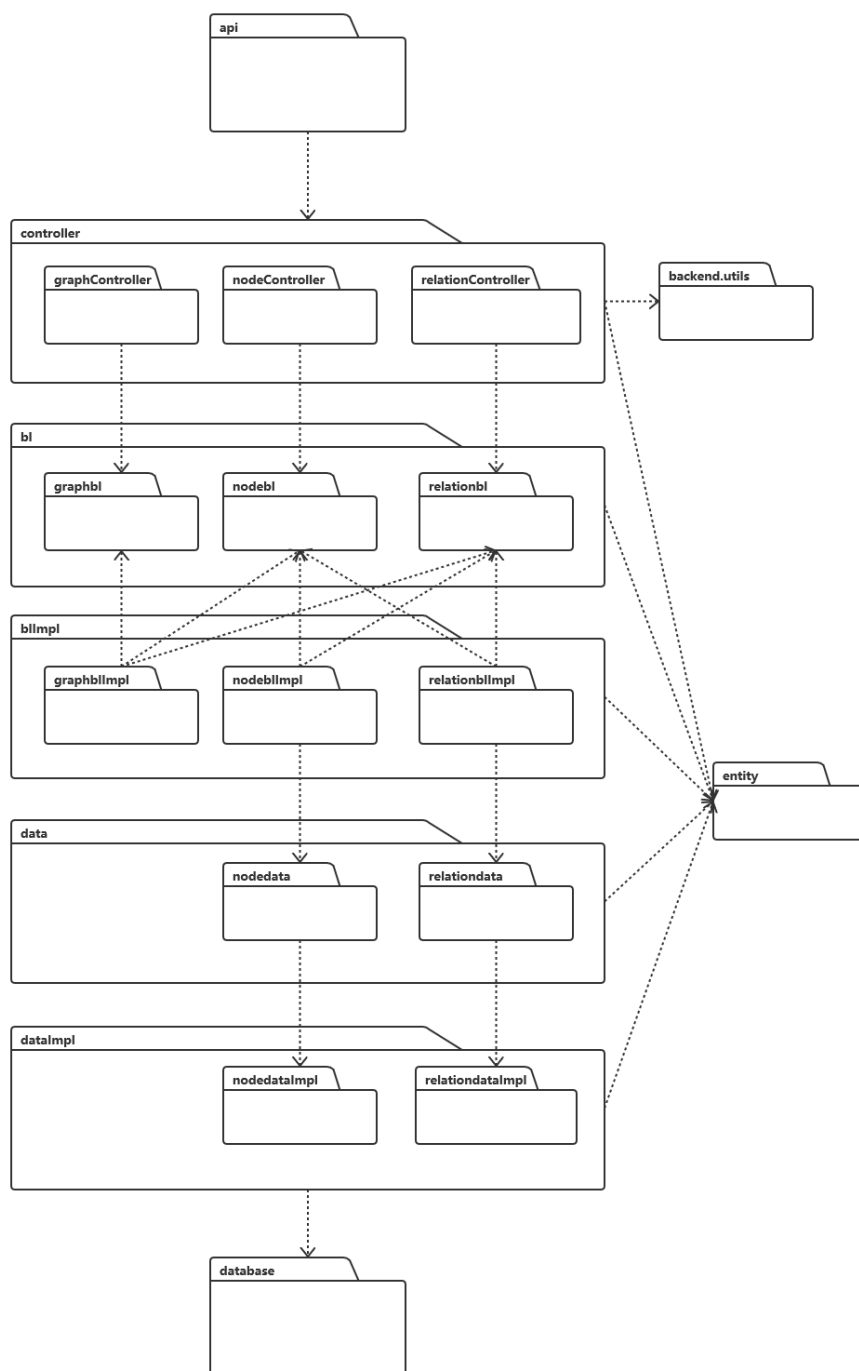 api
controller
graphController
nodeController
relationController
backend.utils
bl
graphbl
nodebl
relationbl
blImpl
graphblImpl
nodeblImpl
relationblImpl
entity
data
nodedata
relationdata
dataImpl
nodedataImpl
relationdataImpl
database